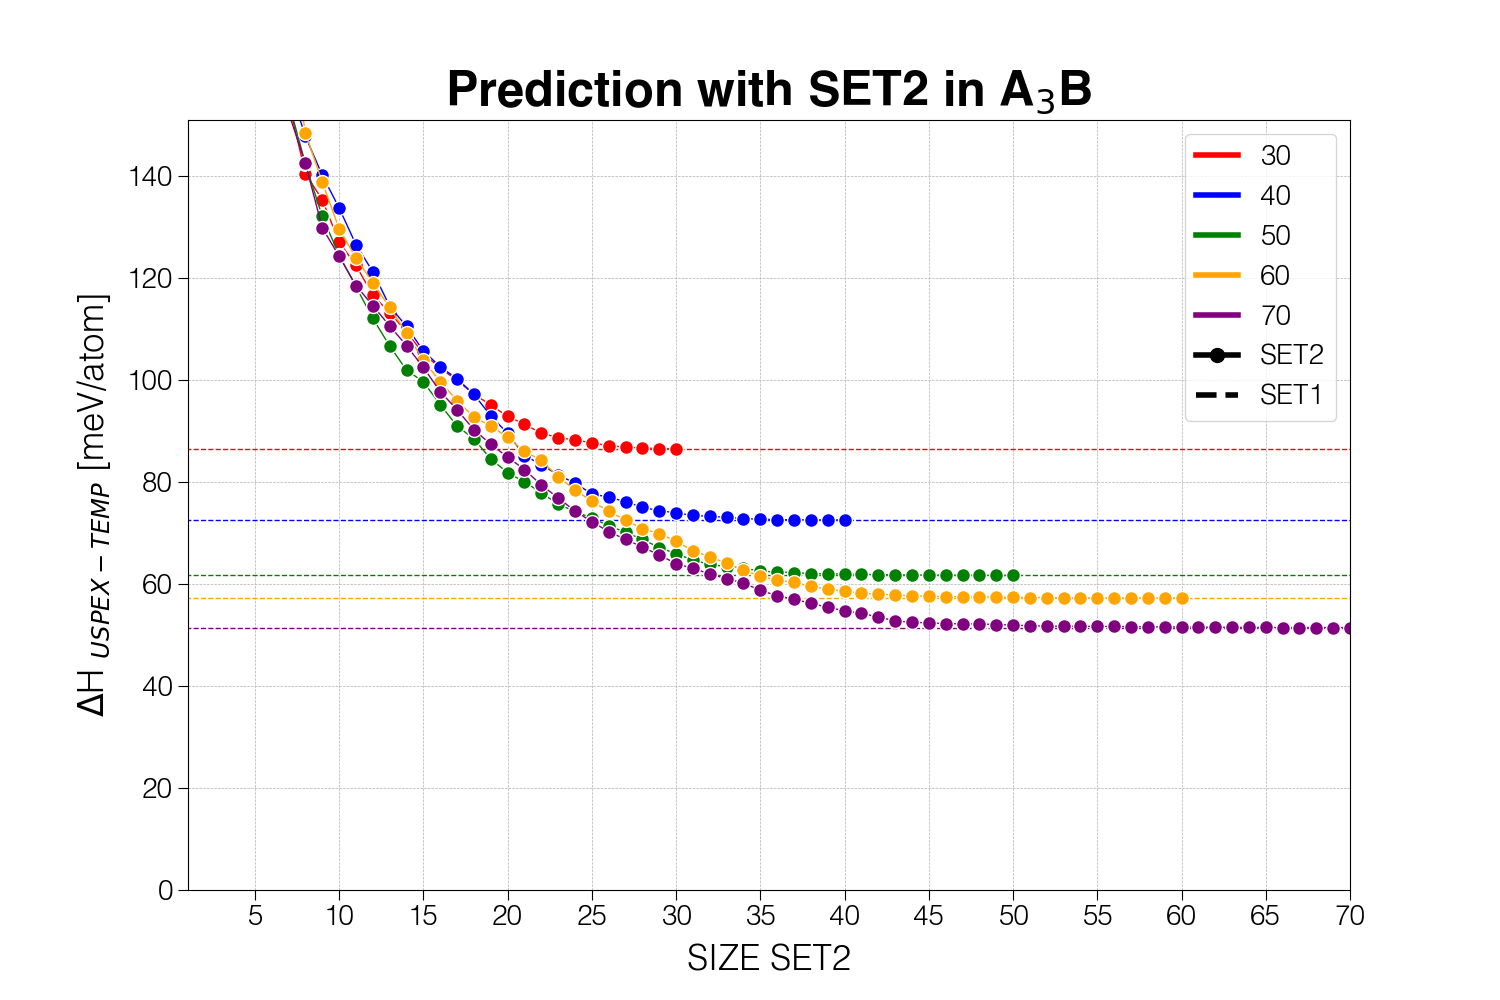 Prediction with SET2 in A₃B
ΔH USPEX-TEMP [meV/atom]
140
120
100
80
60
40
20
0
5 10 15 20 25 30 35 40 45 50 55 60 65 70
SIZE SET2
30
40
50
60
70
SET2
SET1